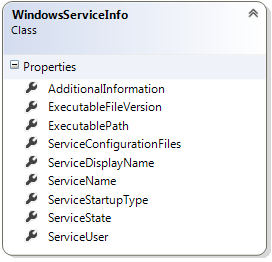 WindowsServiceInfo
Class
Properties
AdditionalInformation
ExecutableFileVersion
ExecutablePath
ServiceConfigurationFiles
ServiceDisplayName
ServiceName
ServiceStartupType
ServiceState
ServiceUser